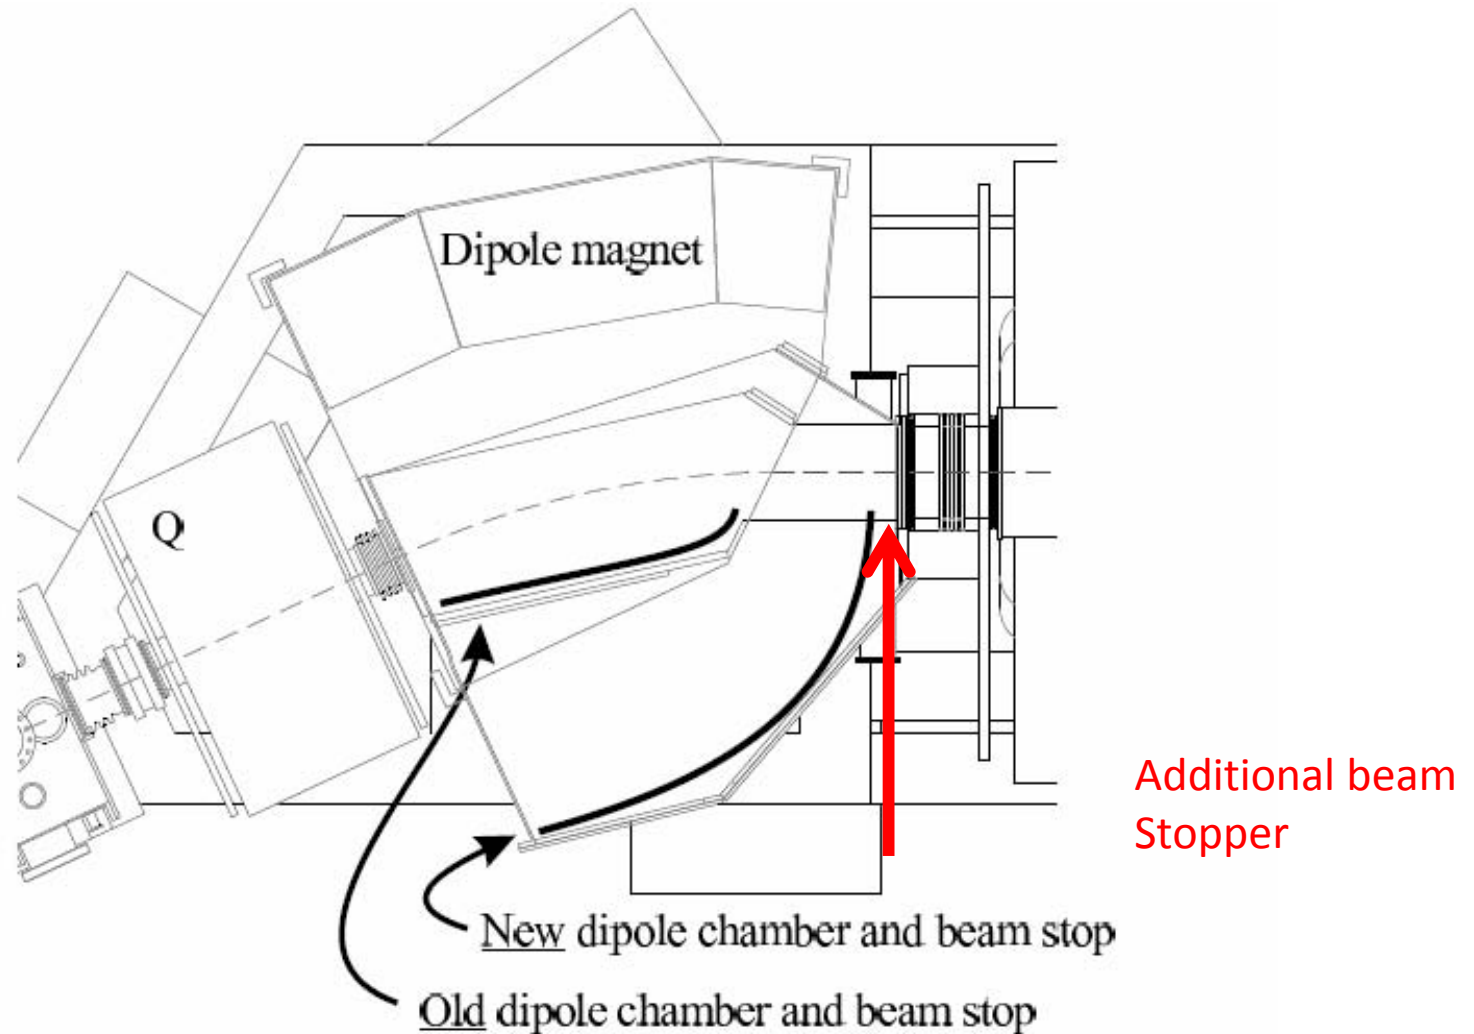 Dipole magnet
Q
Additional beam
Stopper
New dipole chamber and beam stop
Old dipole chamber and beam stop